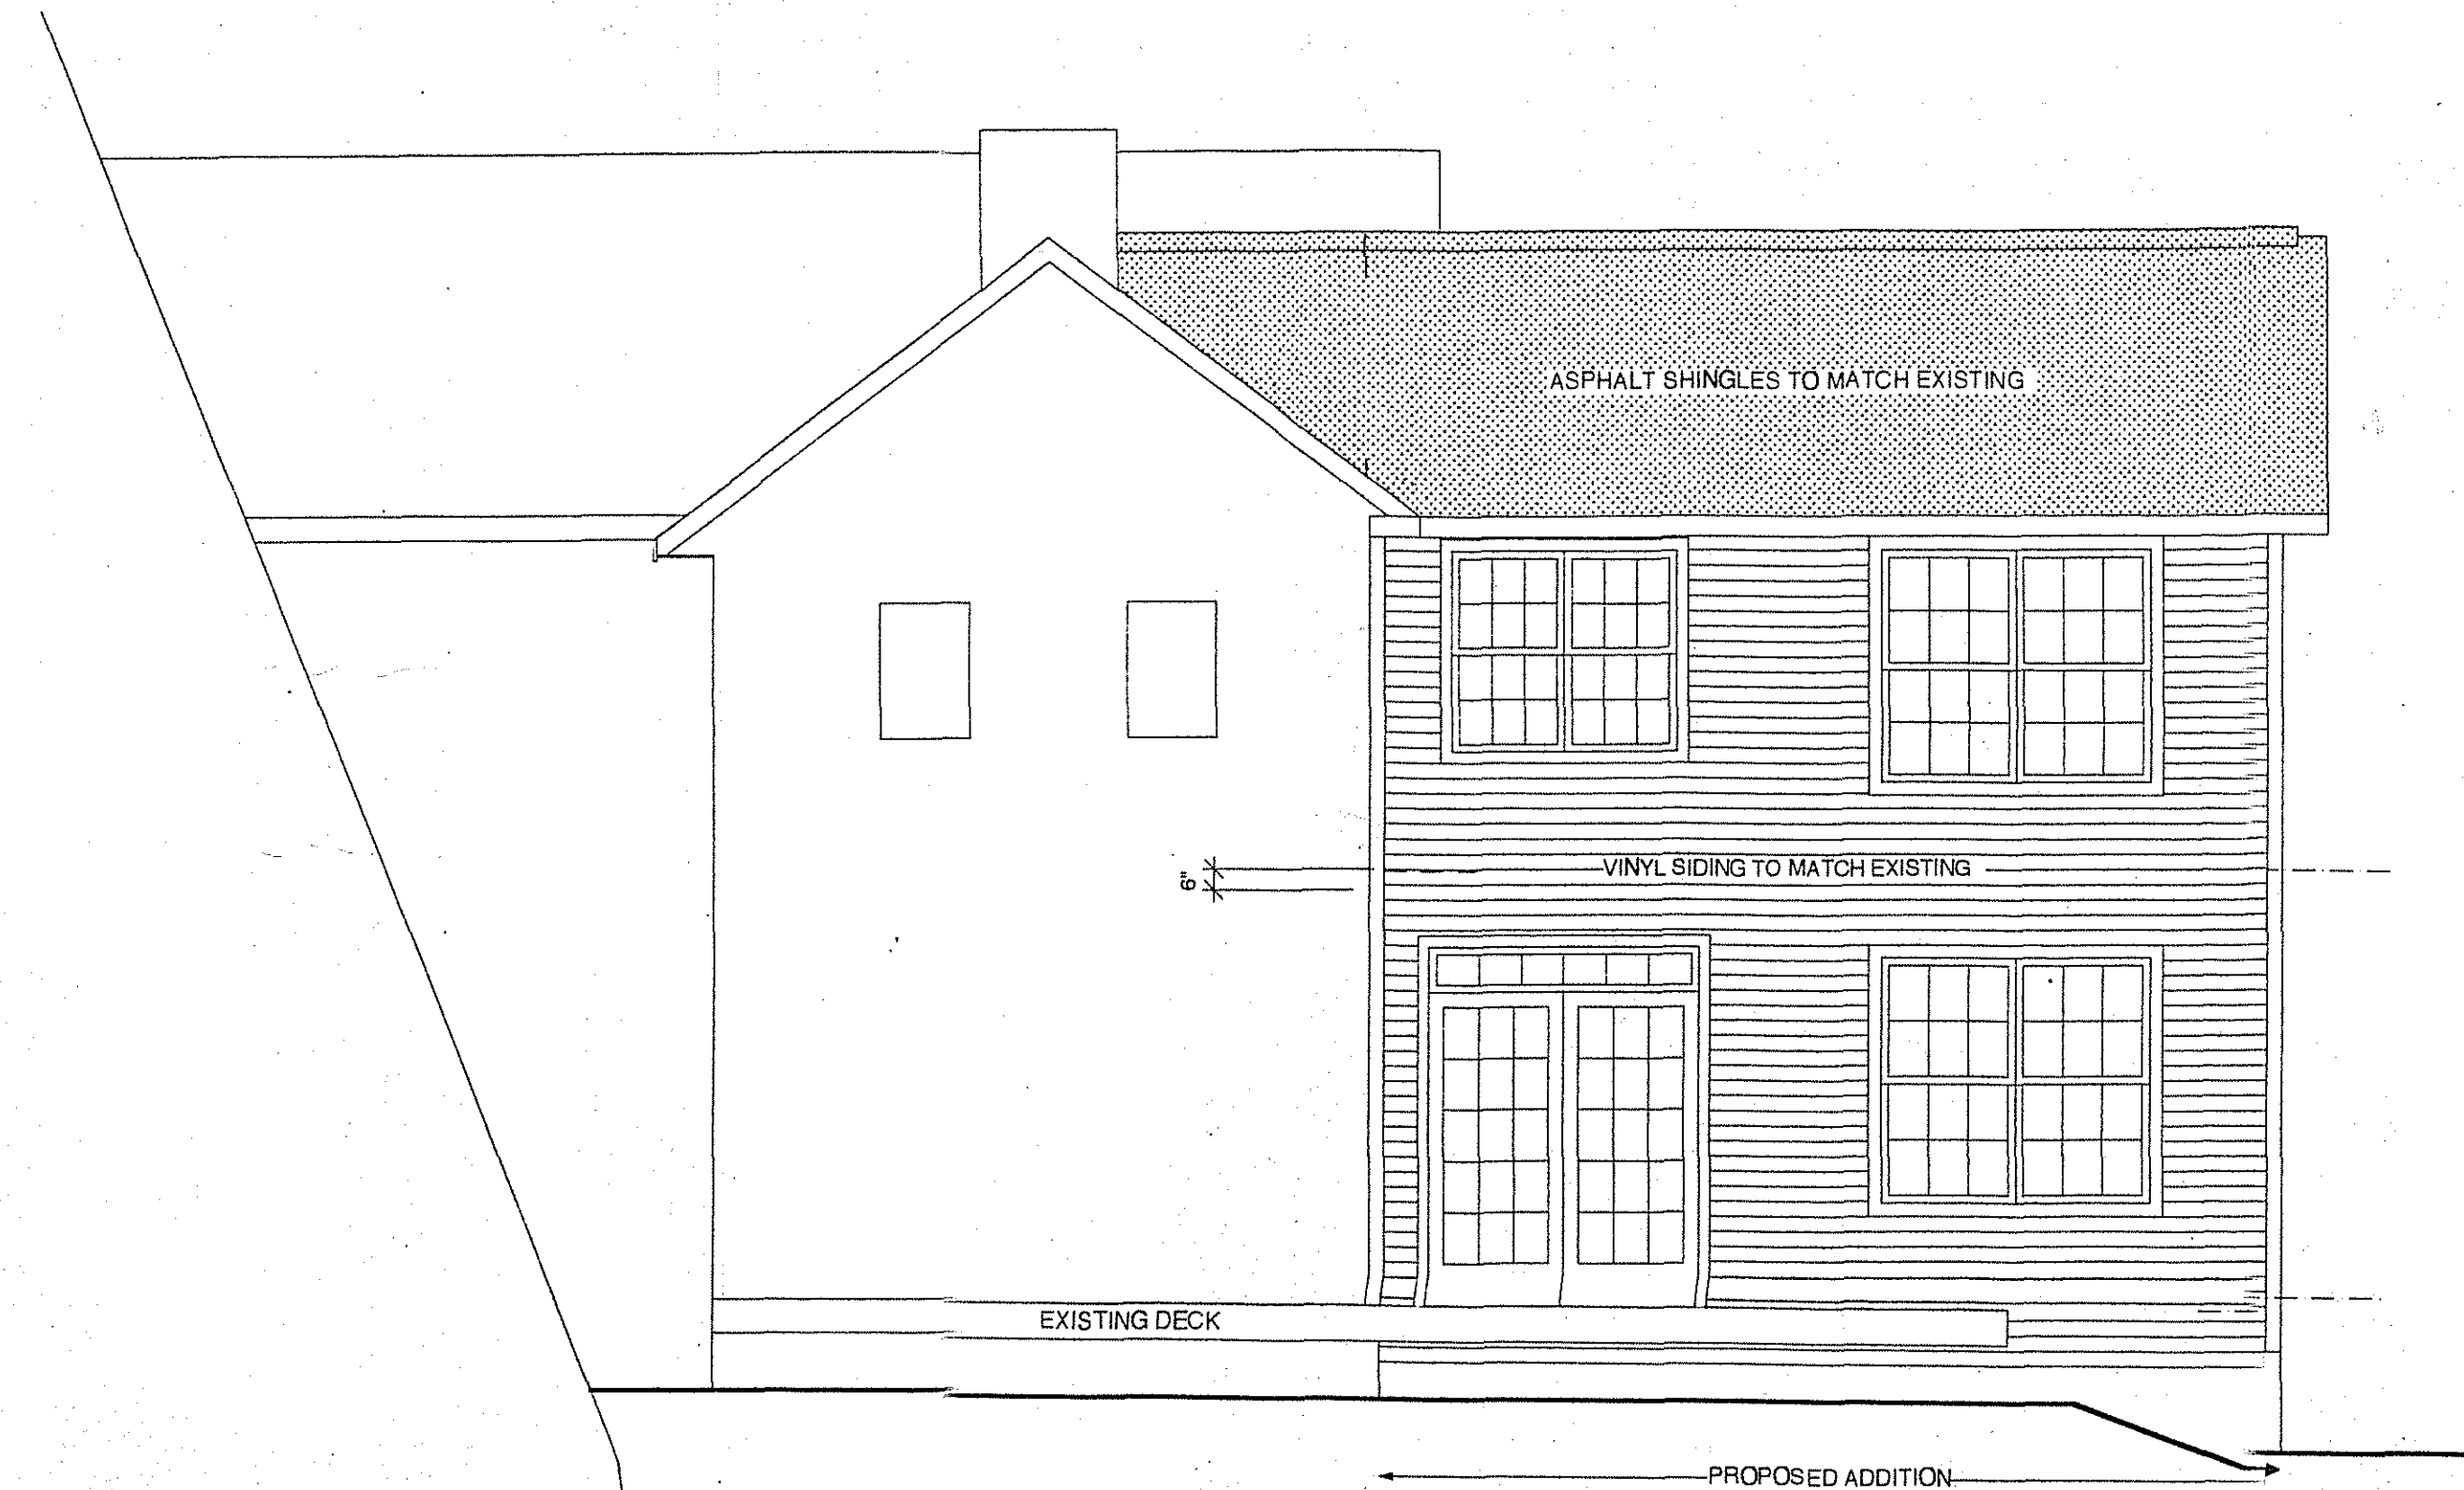 ASPHALT SHINGLES TO MATCH EXISTING
6"
VINYL SIDING TO MATCH EXISTING
EXISTING DECK
PROPOSED ADDITION